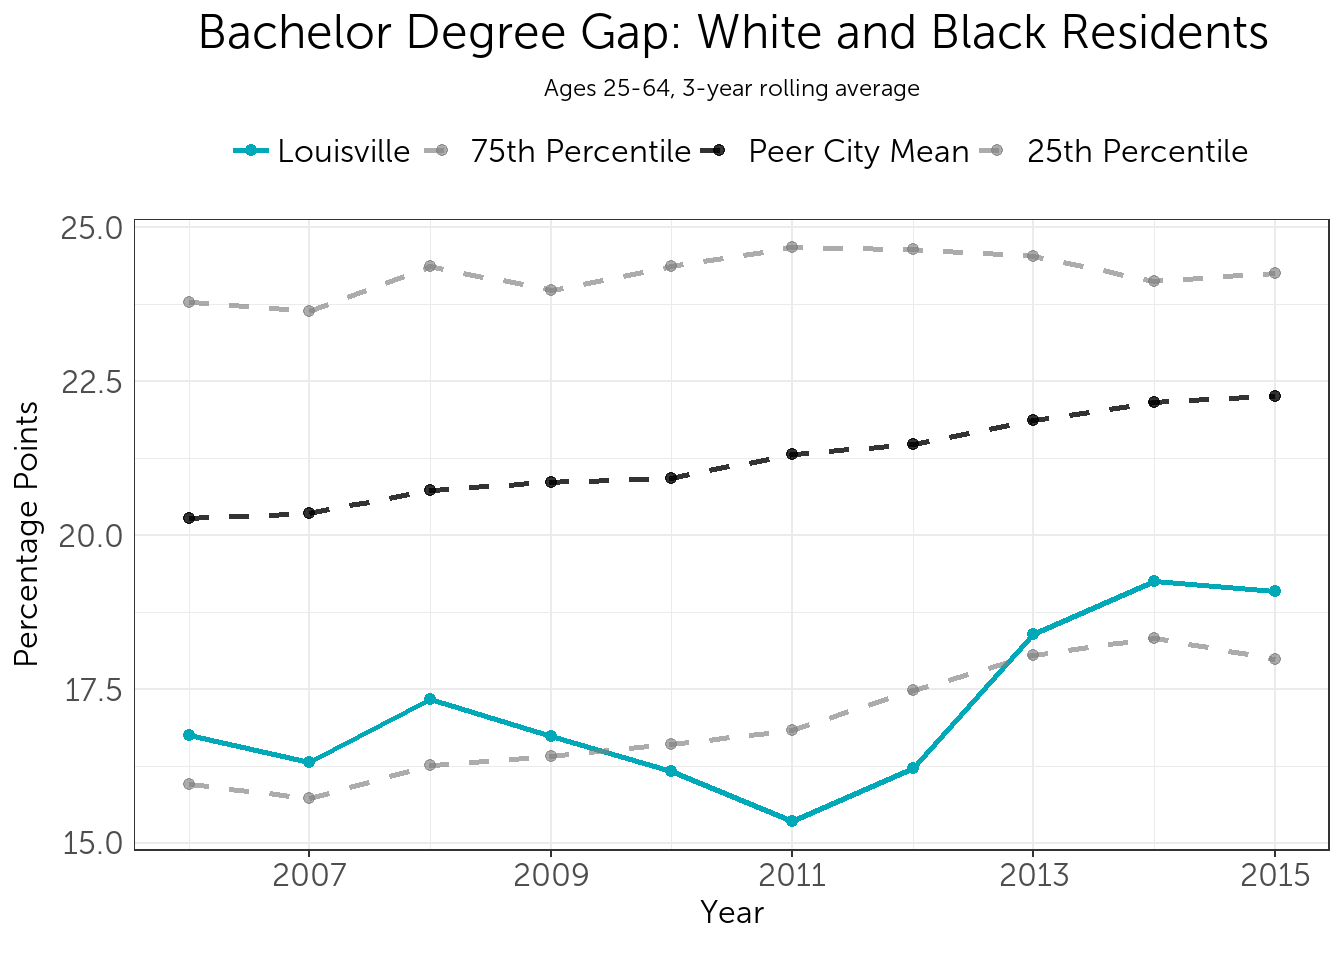 Bachelor Degree Gap: White and Black Residents
Ages 25-64, 3-year rolling average
Louisville 75th Percentile Peer City Mean 25th Percentile
Percentage Points
25.0
22.5
20.0
17.5
15.0
2007 2009 2011 2013 2015
Year